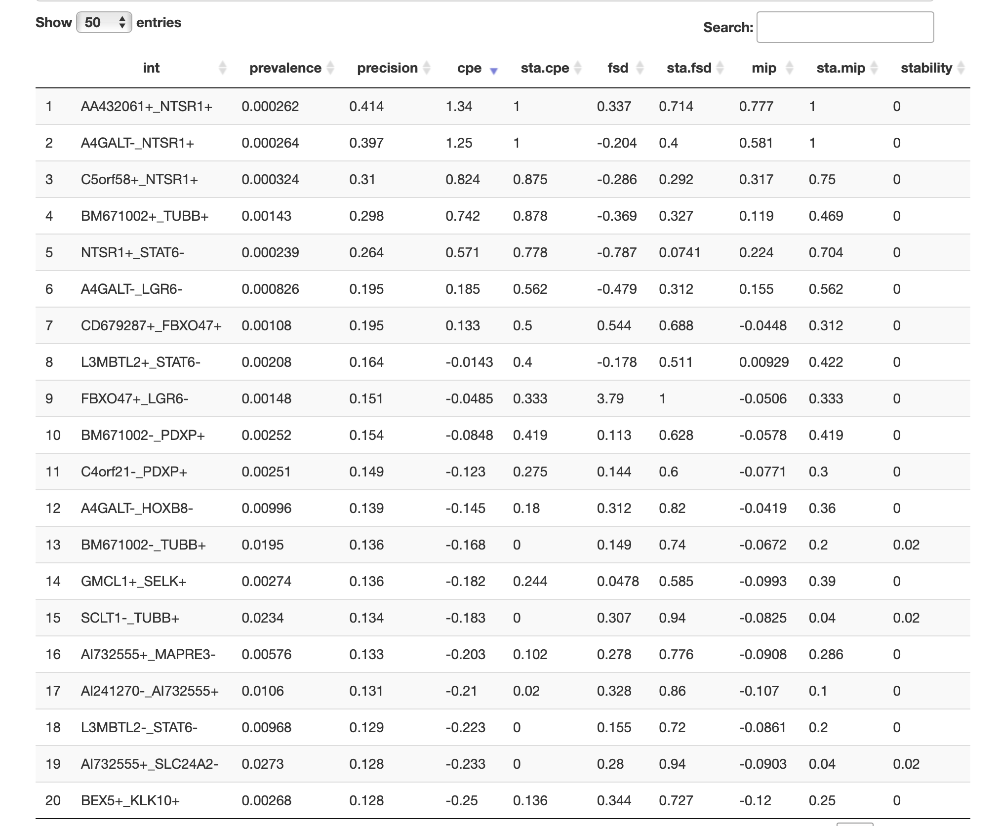 Show 50 entries
Search:
int prevalence precision cpe sta.cpe fsd sta.fsd mip sta.mip stability
1 AA432061+_NTSR1+ 0.000262 0.414 1.34 1 0.337 0.714 0.777 1 0
2 A4GALT-_NTSR1+ 0.000264 0.397 1.25 1 -0.204 0.4 0.581 1 0
3 C5orf58+_NTSR1+ 0.000324 0.31 0.824 0.875 -0.286 0.292 0.317 0.75 0
4 BM671002+_TUBB+ 0.00143 0.298 0.742 0.878 -0.369 0.327 0.119 0.469 0
5 NTSR1+_STAT6- 0.000239 0.264 0.571 0.778 -0.787 0.0741 0.224 0.704 0
6 A4GALT-_LGR6- 0.000826 0.195 0.185 0.562 -0.479 0.312 0.155 0.562 0
7 CD679287+_FBXO47+ 0.00108 0.195 0.133 0.5 0.544 0.688 -0.0448 0.312 0
8 L3MBTL2+_STAT6- 0.00208 0.164 -0.0143 0.4 -0.178 0.511 0.00929 0.422 0
9 FBXO47+_LGR6- 0.00148 0.151 -0.0485 0.333 3.79 1 -0.0506 0.333 0
10 BM671002-_PDXP+ 0.00252 0.154 -0.0848 0.419 0.113 0.628 -0.0578 0.419 0
11 C4orf21-_PDXP+ 0.00251 0.149 -0.123 0.275 0.144 0.6 -0.0771 0.3 0
12 A4GALT-_HOXB8- 0.00996 0.139 -0.145 0.18 0.312 0.82 -0.0419 0.36 0
13 BM671002-_TUBB+ 0.0195 0.136 -0.168 0 0.149 0.74 -0.0672 0.2 0.02
14 GMCL1+_SELK+ 0.00274 0.136 -0.182 0.244 0.0478 0.585 -0.0993 0.39 0
15 SCLT1-_TUBB+ 0.0234 0.134 -0.183 0 0.307 0.94 -0.0825 0.04 0.02
16 AI732555+_MAPRE3- 0.00576 0.133 -0.203 0.102 0.278 0.776 -0.0908 0.286 0
17 AI241270-_AI732555+ 0.0106 0.131 -0.21 0.02 0.328 0.86 -0.107 0.1 0
18 L3MBTL2-_STAT6- 0.00968 0.129 -0.223 0 0.155 0.72 -0.0861 0.2 0
19 AI732555+_SLC24A2- 0.0273 0.128 -0.233 0 0.28 0.94 -0.0903 0.04 0.02
20 BEX5+_KLK10+ 0.00268 0.128 -0.25 0.136 0.344 0.727 -0.12 0.25 0